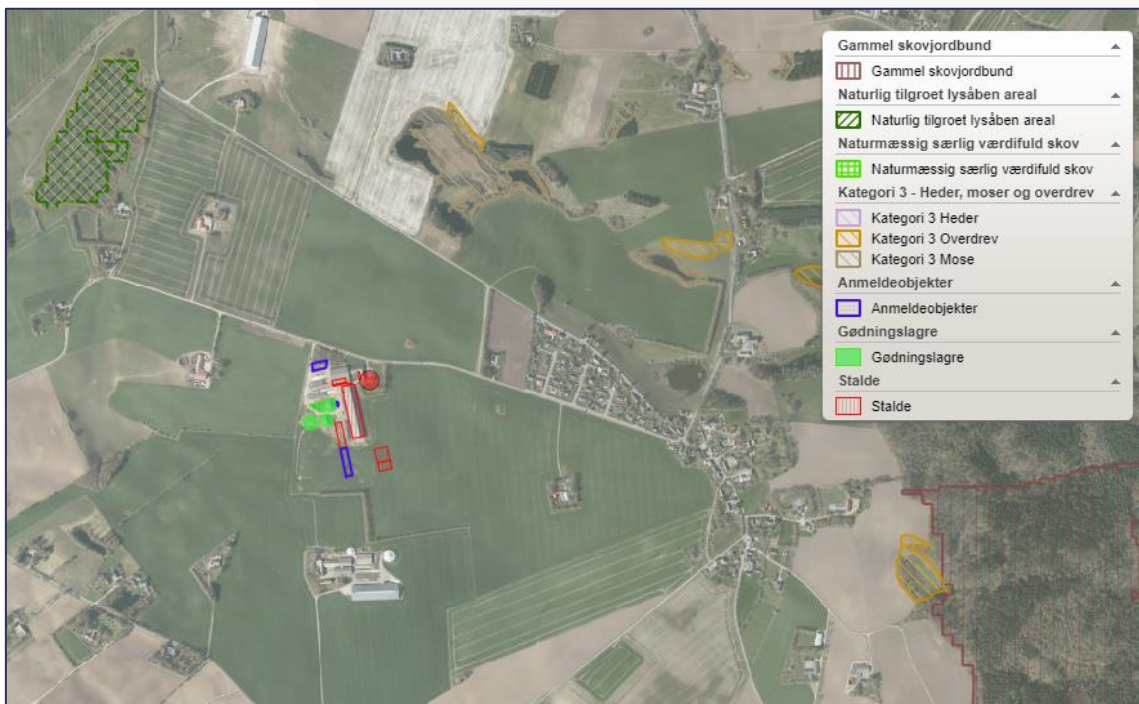 Gammel skovjordbund
Gammel skovjordbund
Naturlig tilgroet lysåben areal
Naturlig tilgroet lysåben areal
Naturmæssig særlig værdifuld skov
Naturmæssig særlig værdifuld skov
Kategori 3 - Heder, moser og overdrev
Kategori 3 Heder
Kategori 3 Overdrev
Kategori 3 Mose
Anmeldeobjekter
Anmeldeobjekter
Gødningslagre
Gødningslagre
Stalde
Stalde